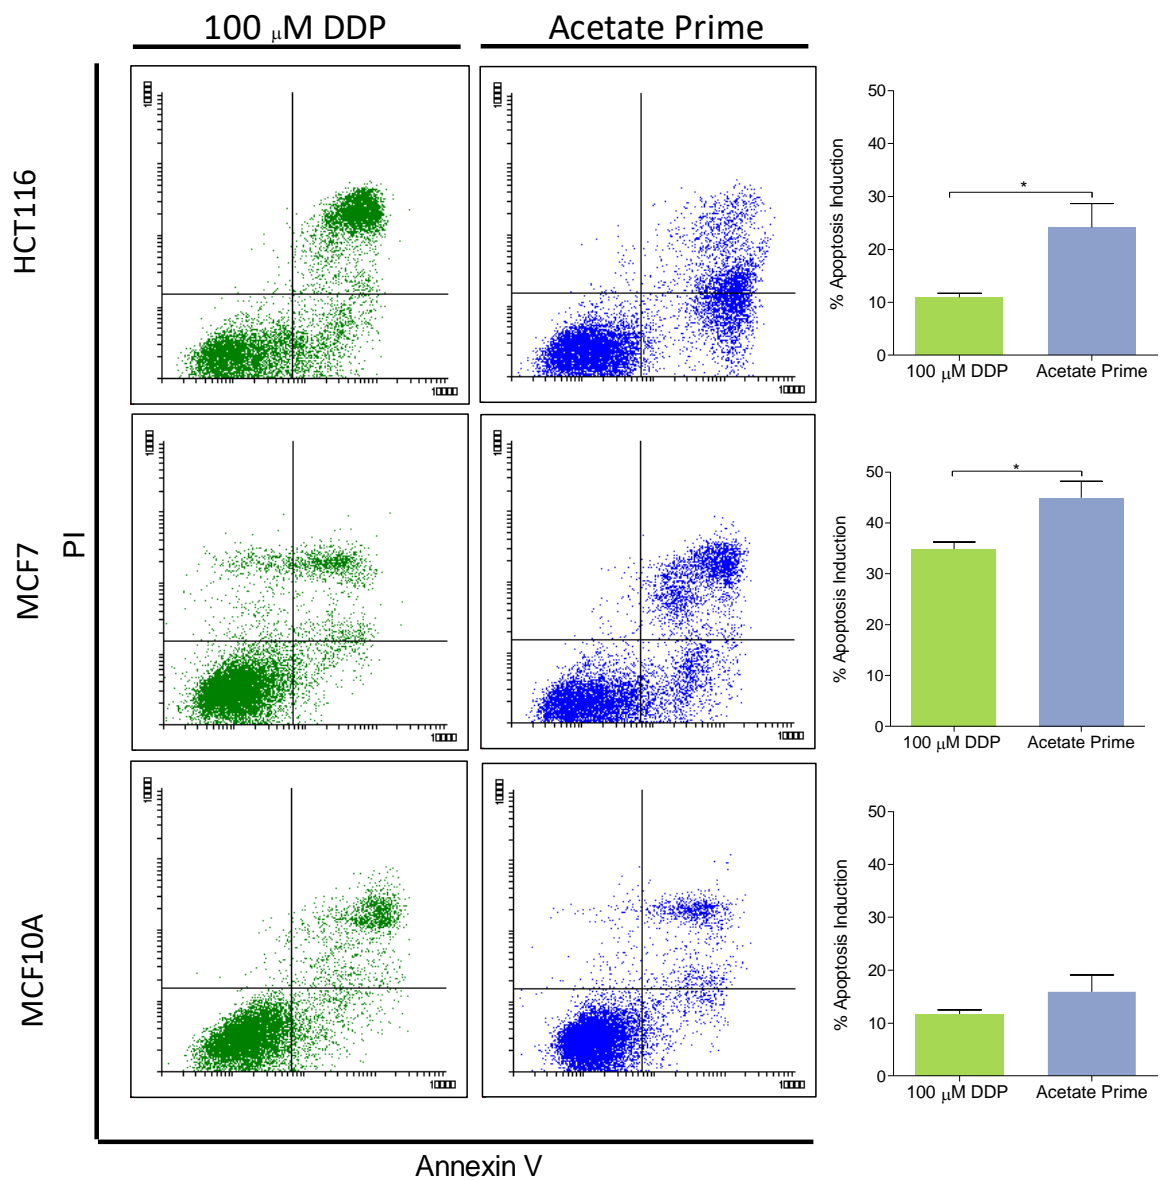 100 μM DDP
Acetate Prime
HCT116
MCF7
MCF10A
PI
Annexin V
% Apoptosis Induction
50
40
30
20
10
0
*
100 μM DDP
Acetate Prime
% Apoptosis Induction
50
40
30
20
10
0
*
100 μM DDP
Acetate Prime
% Apoptosis Induction
50
40
30
20
10
0
100 μM DDP
Acetate Prime